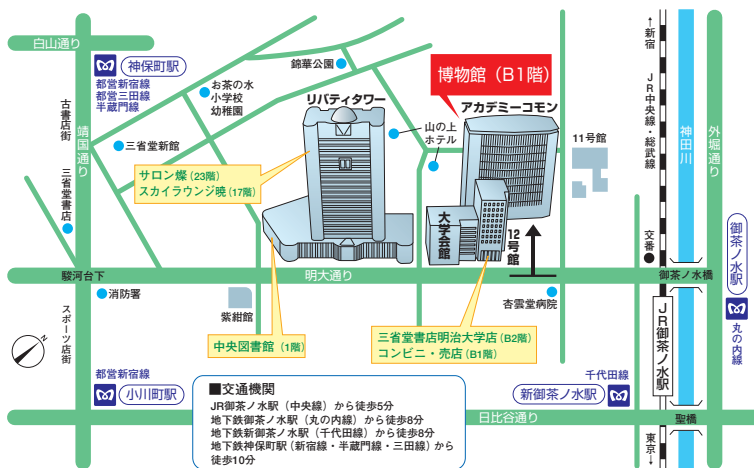 白山通り
神保町駅
都営新宿線
都営三田線
半蔵門線
古書店街
靖国通り
三省堂書店
三省堂新館
お茶の水
小学校
幼稚園
錦華公園
リバティタワー
サロン燦(23階)
スカイラウンジ暁(17階)
山の上
ホテル
博物館(B1階)
アカデミーコモン
11号館
大学会館
12号館
↑新宿
JR中央線・総武線
神田川
外堀通り
交番
御茶ノ水橋
御茶ノ水駅
丸の内線
駿河台下
明大通り
消防署
紫紺館
杏雲堂病院
スポーツ店街
中央図書館(1階)
三省堂書店明治大学店(B2階)
コンビニ・売店(B1階)
JR御茶ノ水駅
N
都営新宿線
小川町駅
千代田線
新御茶ノ水駅
日比谷通り
聖橋
東京↓
■交通機関
JR御茶ノ水駅(中央線)から徒歩5分
地下鉄御茶ノ水駅(丸の内線)から徒歩8分
地下鉄新御茶ノ水駅(千代田線)から徒歩8分
地下鉄神保町駅(新宿線・半蔵門線・三田線)から
徒歩10分